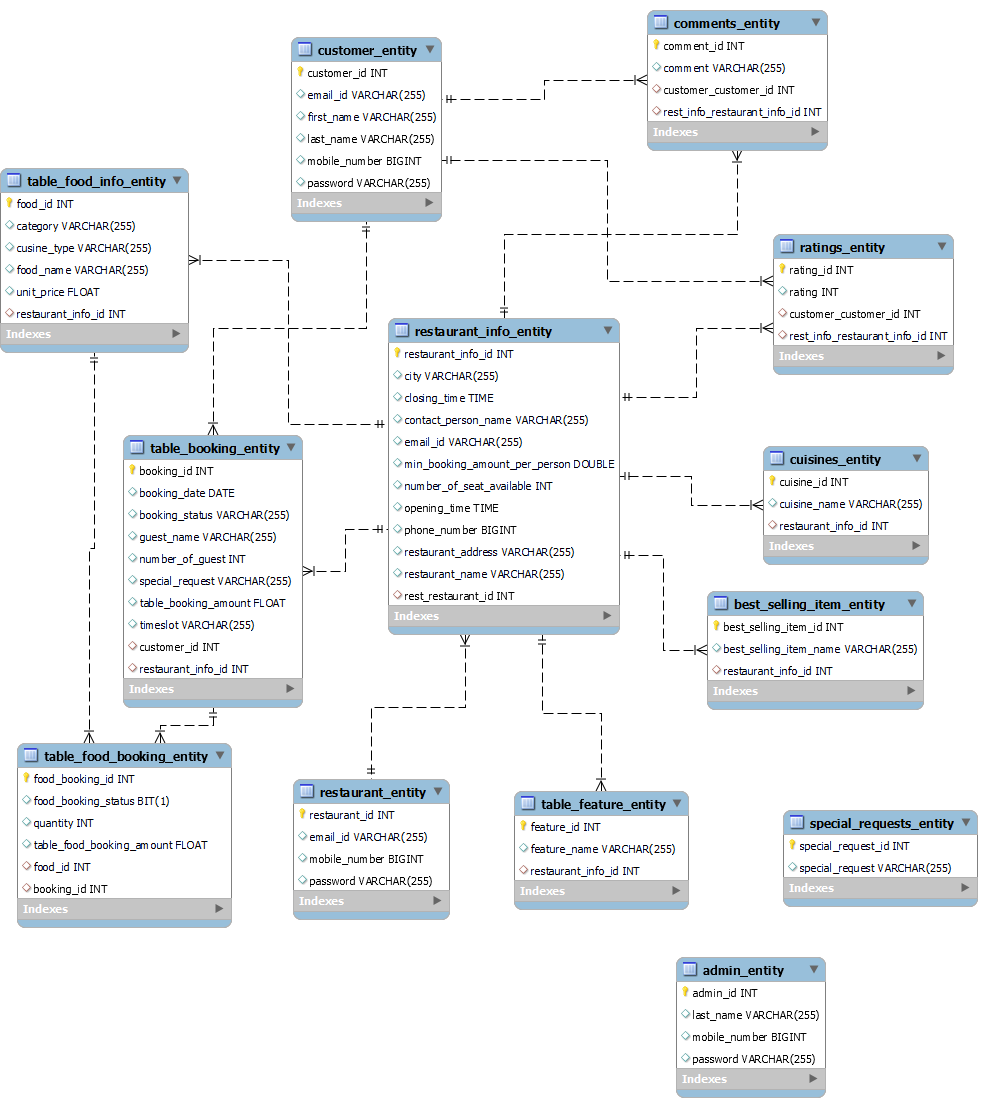 comments_entity
comment_id INT
comment VARCHAR(255)
customer_customer_id INT
rest_info_restaurant_info_id INT
Indexes
customer_entity
customer_id INT
email_id VARCHAR(255)
first_name VARCHAR(255)
last_name VARCHAR(255)
mobile_number BIGINT
password VARCHAR(255)
Indexes
table_food_info_entity
food_id INT
category VARCHAR(255)
cusine_type VARCHAR(255)
food_name VARCHAR(255)
unit_price FLOAT
restaurant_info_id INT
Indexes
ratings_entity
rating_id INT
rating INT
customer_customer_id INT
rest_info_restaurant_info_id INT
Indexes
restaurant_info_entity
restaurant_info_id INT
city VARCHAR(255)
closing_time TIME
contact_person_name VARCHAR(255)
email_id VARCHAR(255)
min_booking_amount_per_person DOUBLE
number_of_seat_available INT
opening_time TIME
phone_number BIGINT
restaurant_address VARCHAR(255)
restaurant_name VARCHAR(255)
rest_restaurant_id INT
Indexes
table_booking_entity
booking_id INT
booking_date DATE
booking_status VARCHAR(255)
guest_name VARCHAR(255)
number_of_guest INT
special_request VARCHAR(255)
table_booking_amount FLOAT
timeslot VARCHAR(255)
customer_id INT
restaurant_info_id INT
Indexes
cuisines_entity
cuisine_id INT
cuisine_name VARCHAR(255)
restaurant_info_id INT
Indexes
best_selling_item_entity
best_selling_item_id INT
best_selling_item_name VARCHAR(255)
restaurant_info_id INT
Indexes
table_food_booking_entity
food_booking_id INT
food_booking_status BIT(1)
quantity INT
table_food_booking_amount FLOAT
food_id INT
booking_id INT
Indexes
restaurant_entity
restaurant_id INT
email_id VARCHAR(255)
mobile_number BIGINT
password VARCHAR(255)
Indexes
table_feature_entity
feature_id INT
feature_name VARCHAR(255)
restaurant_info_id INT
Indexes
special_requests_entity
special_request_id INT
special_request VARCHAR(255)
Indexes
admin_entity
admin_id INT
last_name VARCHAR(255)
mobile_number BIGINT
password VARCHAR(255)
Indexes